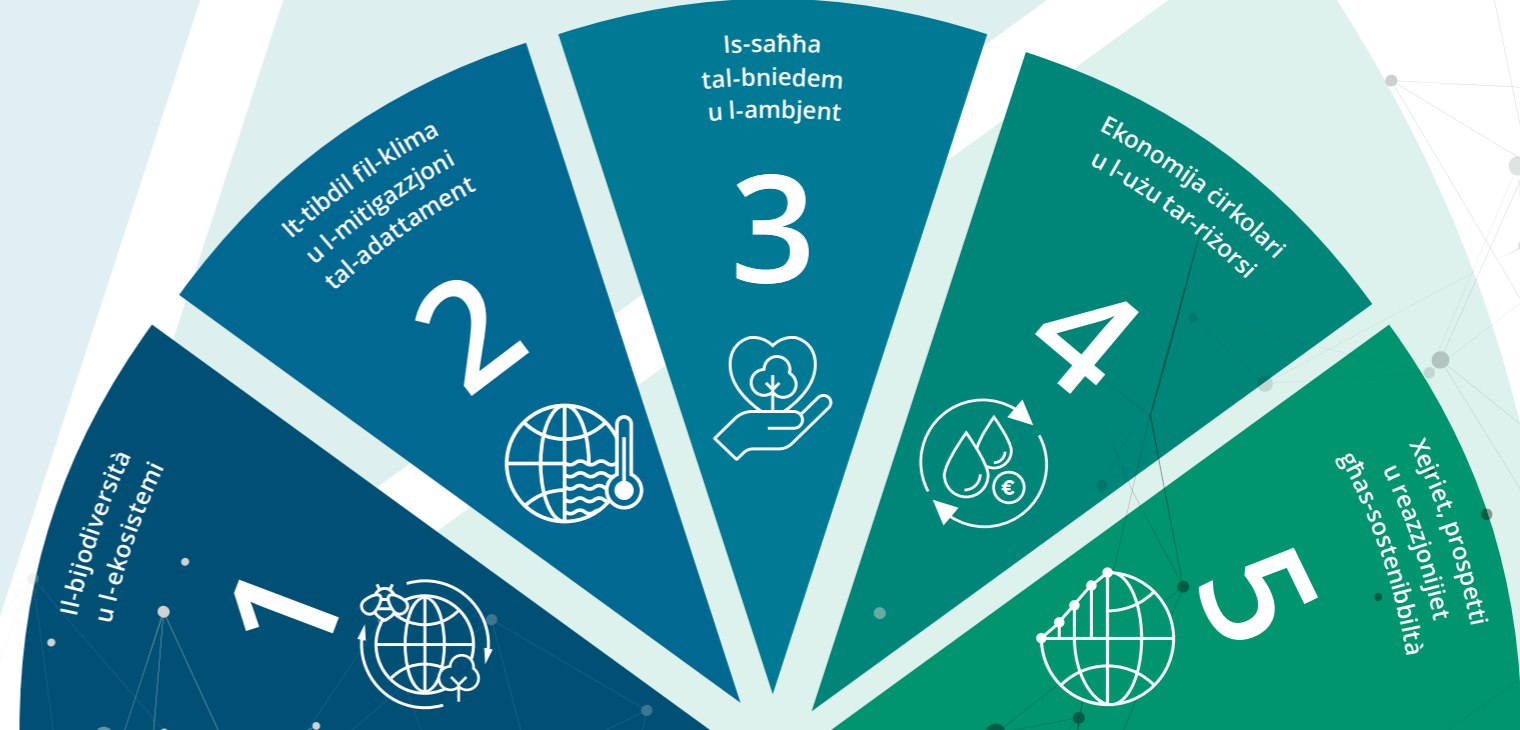 Il-bijodiversità
u l-ekosistemi
1
It-tibdil fil-klima
u l-mitigazzjoni
tal-adattament
2
Is-saħħa
tal-bniedem
u l-ambjent
3
Ekonomija ċirkolari
u l-użu tar-riżorsi
4
€
Xejriet, prospetti
u reazzjonijiet
għas-sostenibbiltà
5